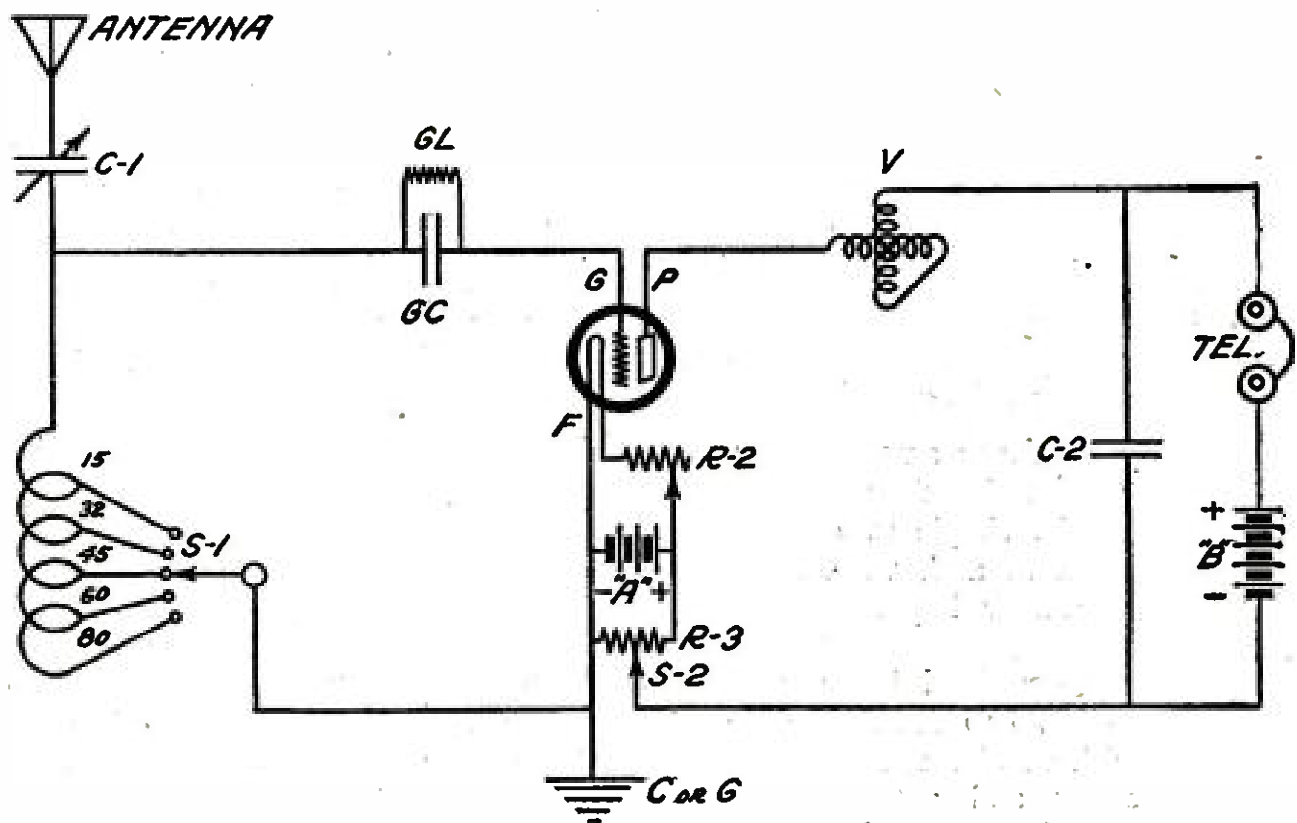 ANTENNA
C-1
GL
GC
V
G
P
TEL.
F
R-2
C-2
15
32
45
60
80
S-1
-"A"+
+
"B"
-
R-3
S-2
C OR G